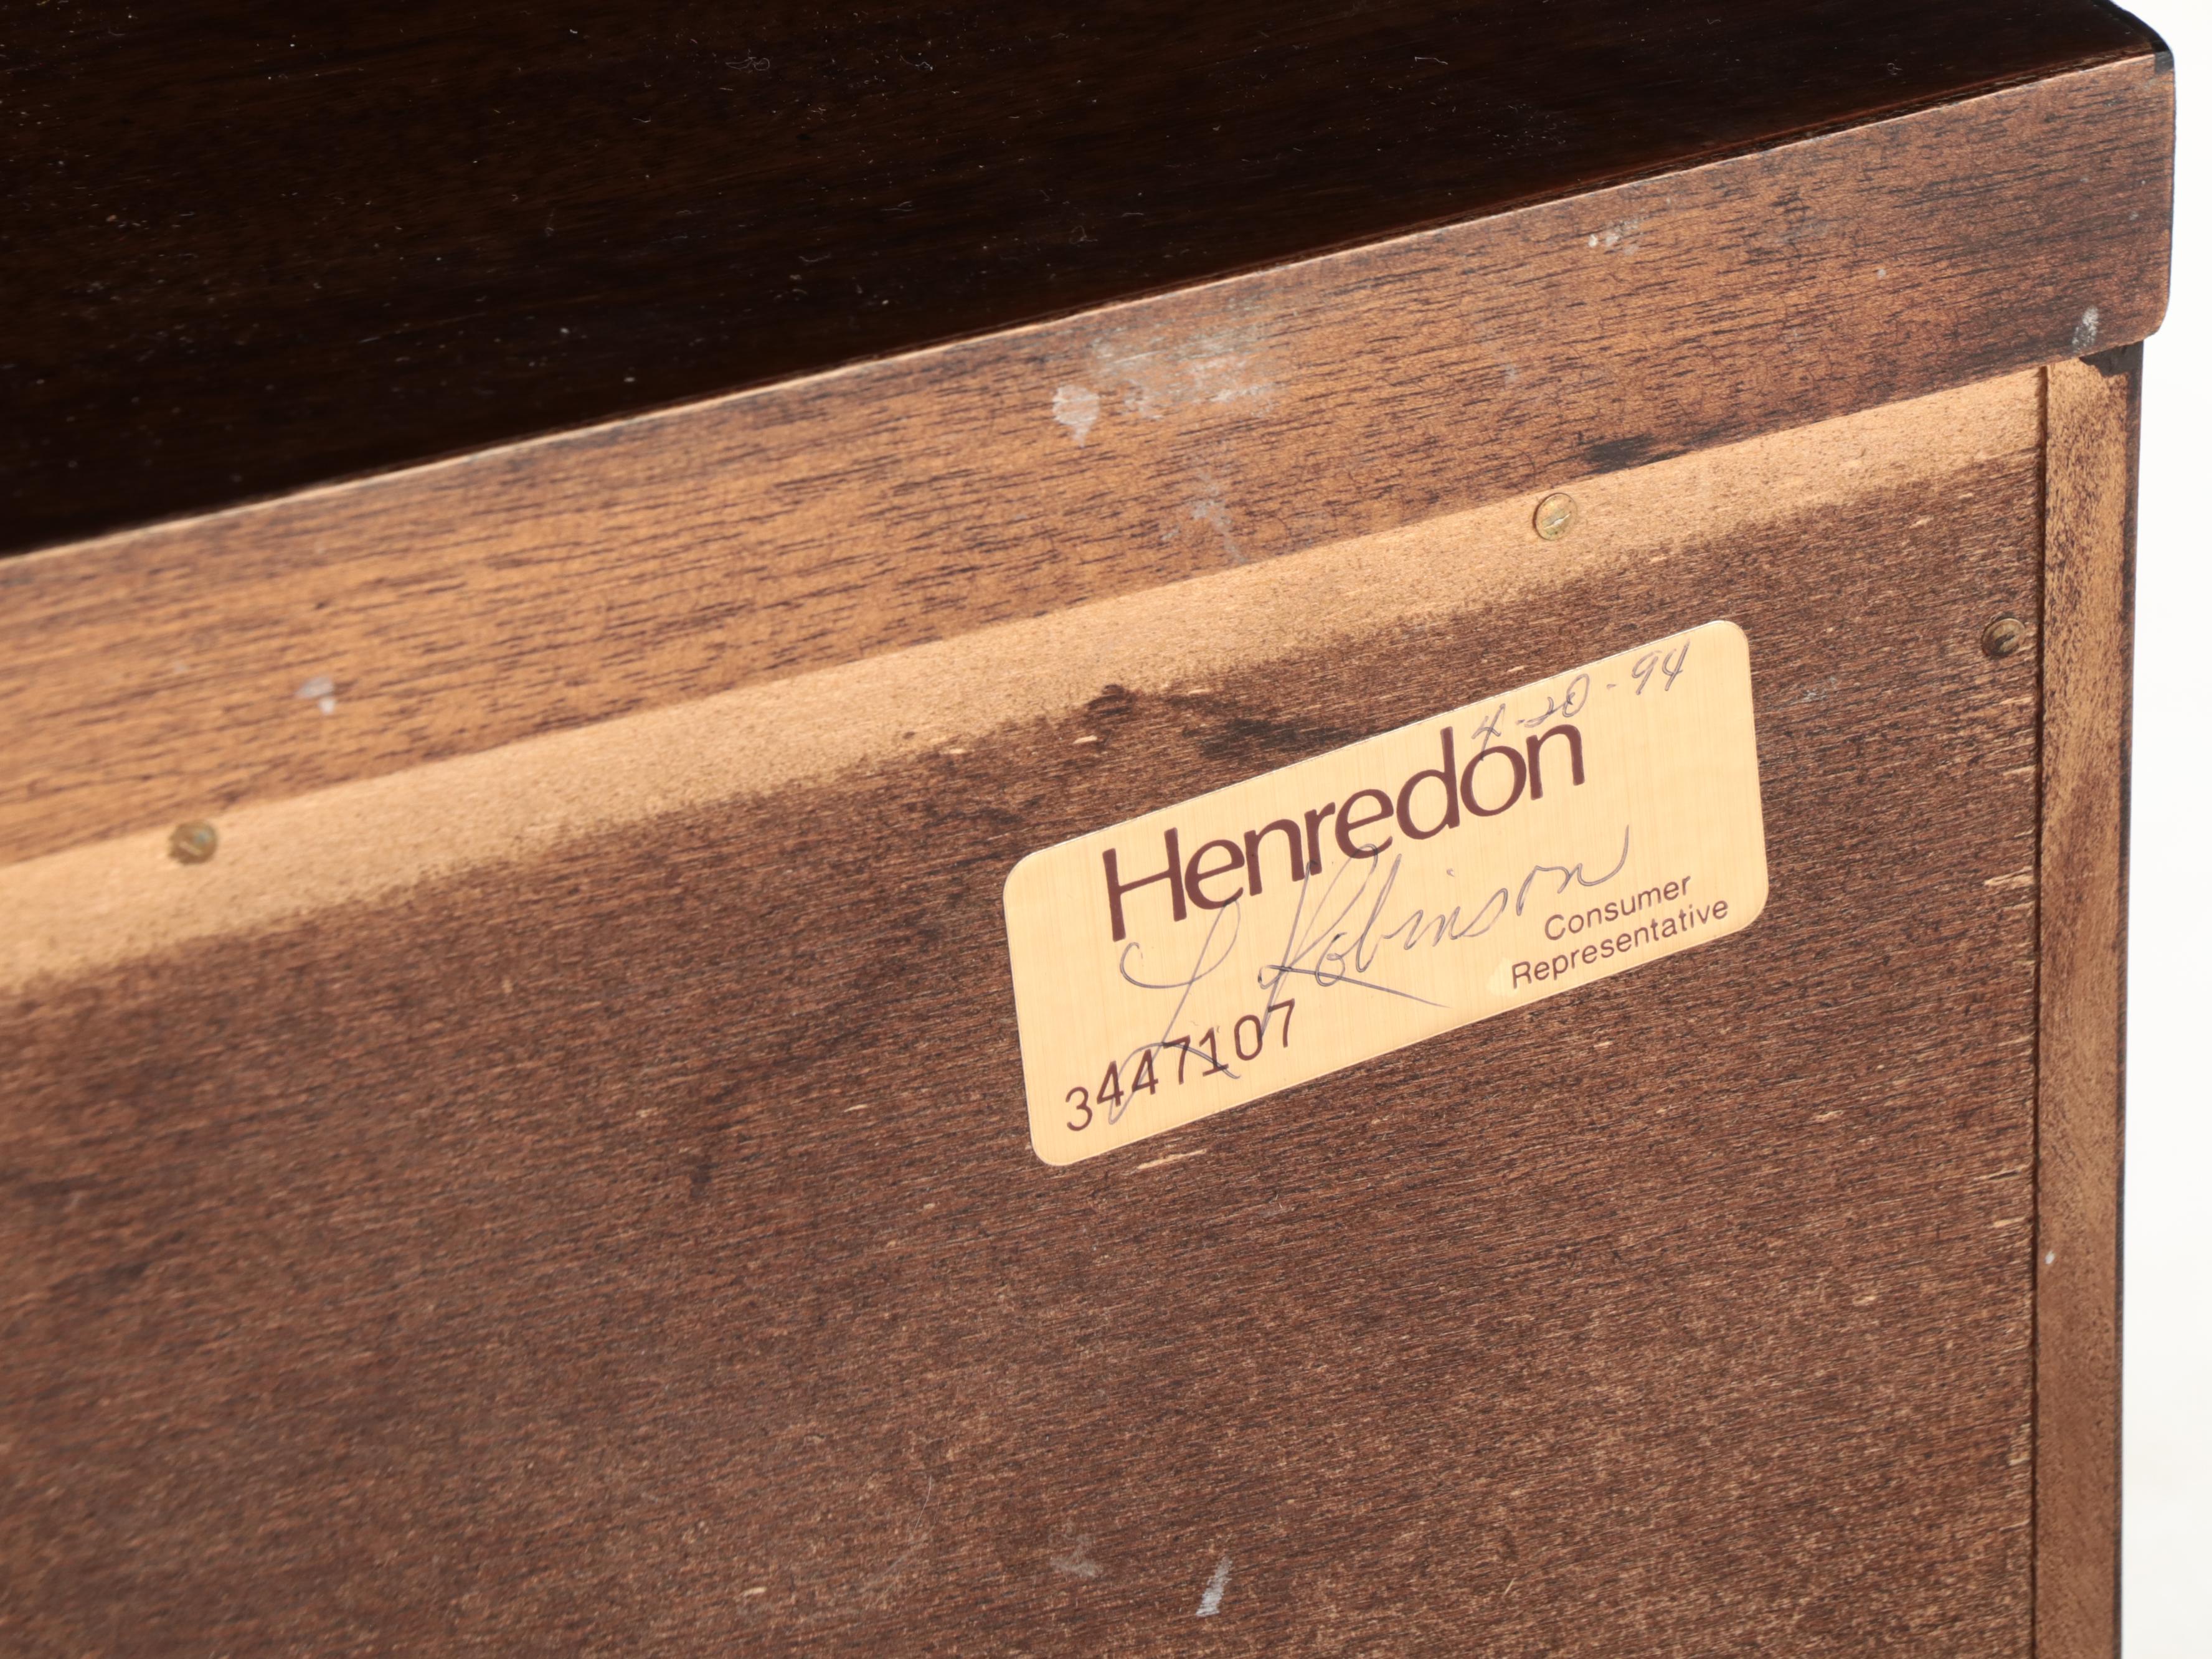 4-20-94
Henredon
L Robinson
Consumer
Representative
3447107